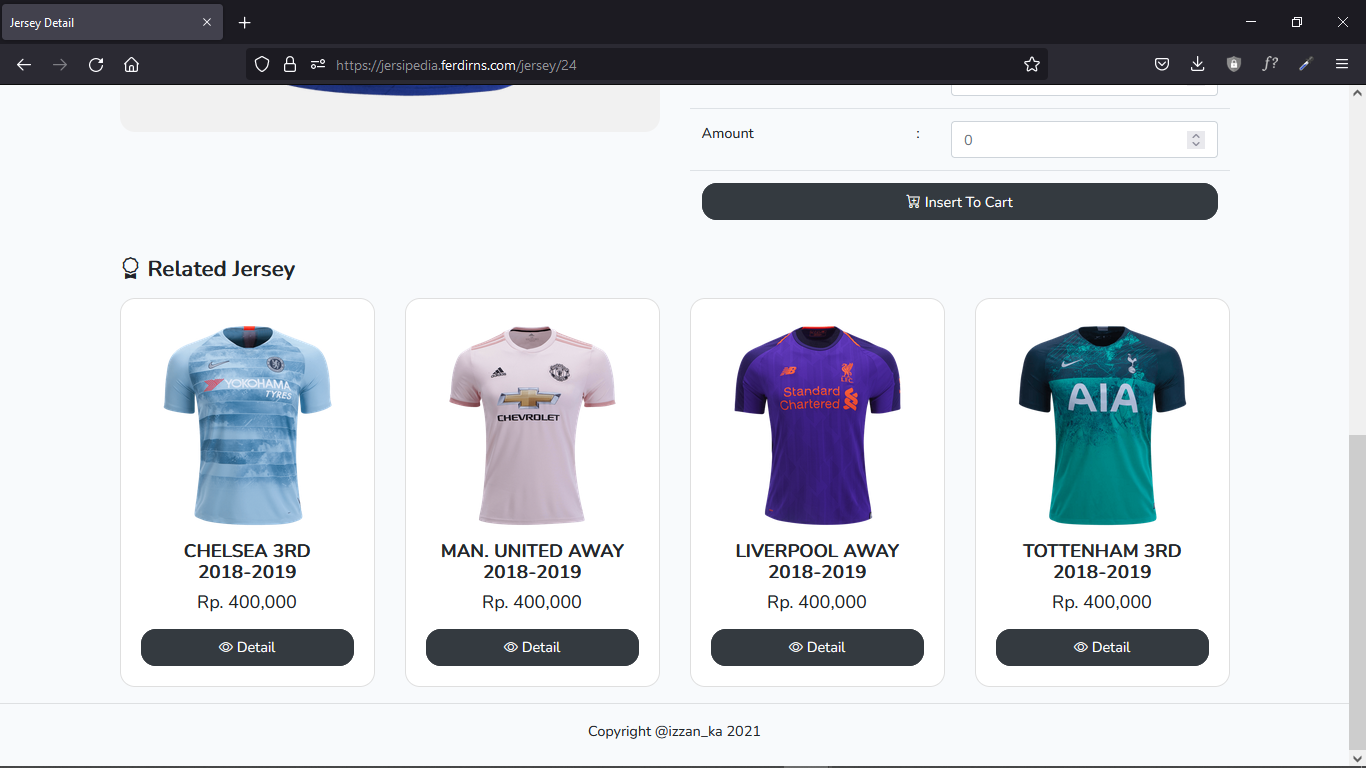 Jersey Detail
https://jersipedia.ferdirns.com/jersey/24
Amount :
0
Insert To Cart
Related Jersey
YOKOHAMA
TYRES
CHELSEA 3RD
2018-2019
Rp. 400,000
Detail
CHEVROLET
MAN. UNITED AWAY
2018-2019
Rp. 400,000
Detail
NB
LFC
Standard
Chartered
LIVERPOOL AWAY
2018-2019
Rp. 400,000
Detail
AIA
TOTTENHAM 3RD
2018-2019
Rp. 400,000
Detail
Copyright @izzan_ka 2021